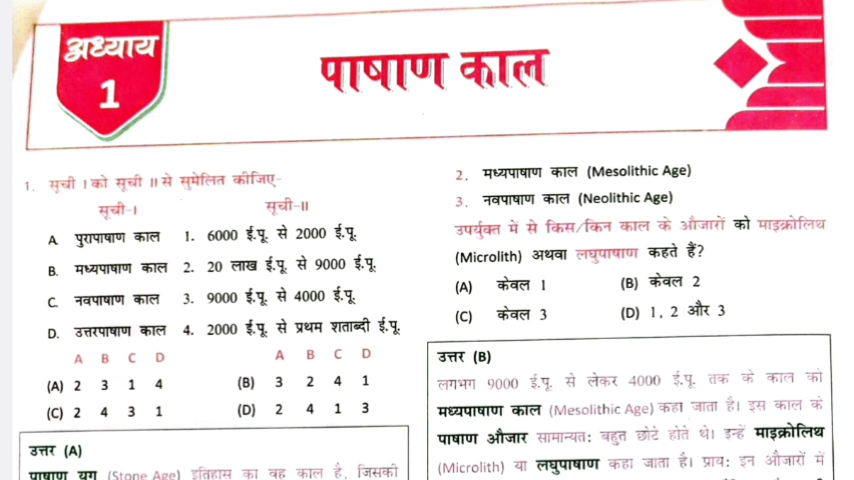 अध्याय
1
पाषाण काल
1. सूची I को सूची II से सुमेलित कीजिए-
सूची-I सूची-II
A पुरापाषाण काल 1. 6000 ई.पू. से 2000 ई.पू.
B. मध्यपाषाण काल 2. 20 लाख ई.पू. से 9000 ई.पू.
C. नवपाषाण काल 3. 9000 ई.पू. से 4000 ई.पू.
D. उत्तरपाषाण काल 4. 2000 ई.पू. से प्रथम शताब्दी ई.पू.
A B C D A B C D
(A) 2 3 1 4 (B) 3 2 4 1
(C) 2 4 3 1 (D) 2 4 1 3
उत्तर (A)
पाषाण युग (Stone Age) इतिहास का वह काल है, जिसकी
2. मध्यपाषाण काल (Mesolithic Age)
3. नवपाषाण काल (Neolithic Age)
उपर्युक्त में से किस/किन काल के औजारों को माइक्रोलिथ
(Microlith) अथवा लघुपाषाण कहते हैं?
(A) केवल 1 (B) केवल 2
(C) केवल 3 (D) 1, 2 और 3
उत्तर (B)
लगभग 9000 ई.पू. से लेकर 4000 ई.पू. तक के काल को
मध्यपाषाण काल (Mesolithic Age) कहा जाता है। इस काल के
पाषाण औजार सामान्यतः बहुत छोटे होते थे। इन्हें माइक्रोलिथ
(Microlith) या लघुपाषाण कहा जाता है। प्रायः इन औजारों में